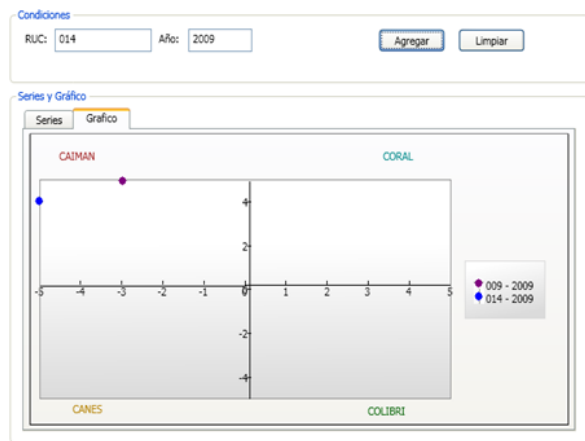 Condiciones
RUC: 014 Año: 2009 Agregar Limpiar
Series y Gráfico
Series Grafico
CAIMAN CORAL
4
2
-5 -4 -3 -2 -1 0 1 2 3 4 5
-2
-4
009 - 2009
014 - 2009
CANES COLIBRI